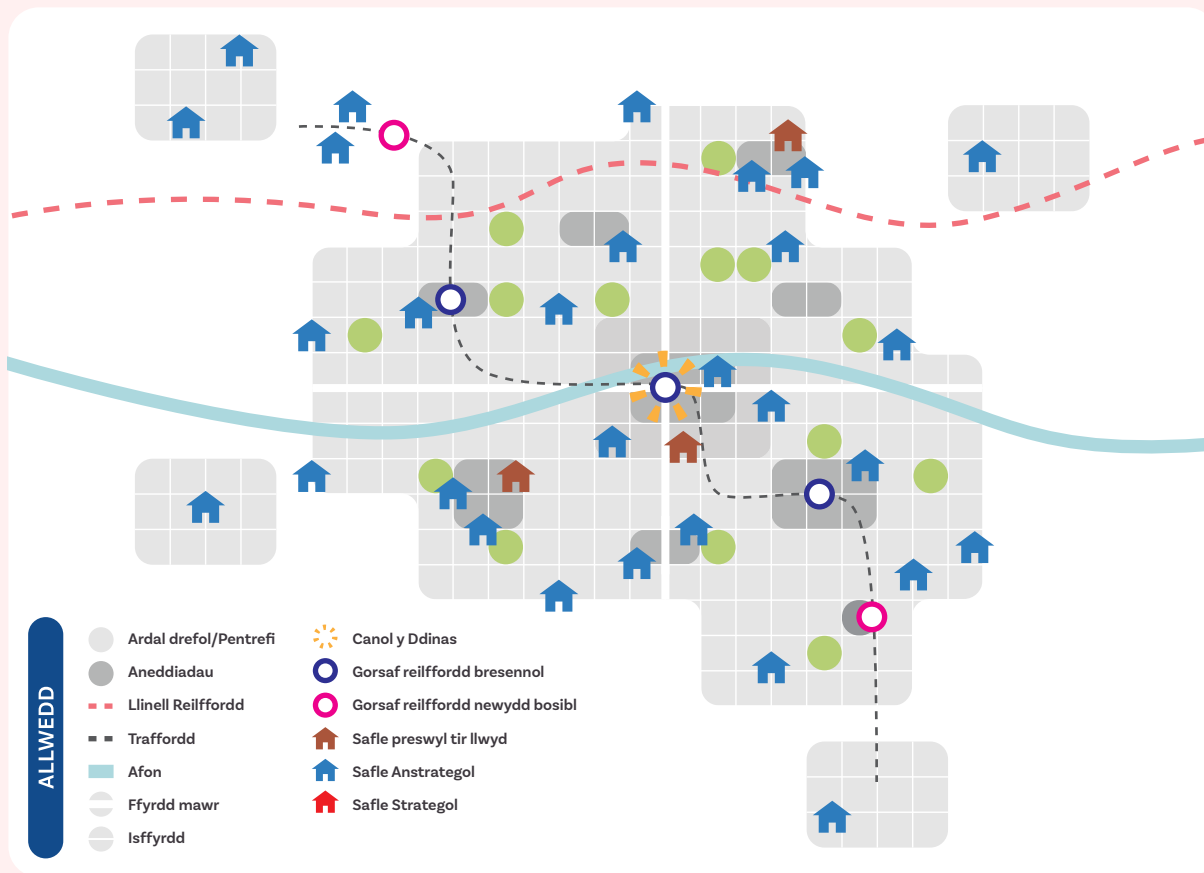 ALLWEDD
Ardal drefol/Pentrefi
Aneddiadau
Llinell Reilffordd
Traffordd
Afon
Ffyrdd mawr
Isffyrdd
Canol y Ddinas
Gorsaf reilffordd bresennol
Gorsaf reilffordd newydd bosibl
Safle preswyl tir llwyd
Safle Anstrategol
Safle Strategol